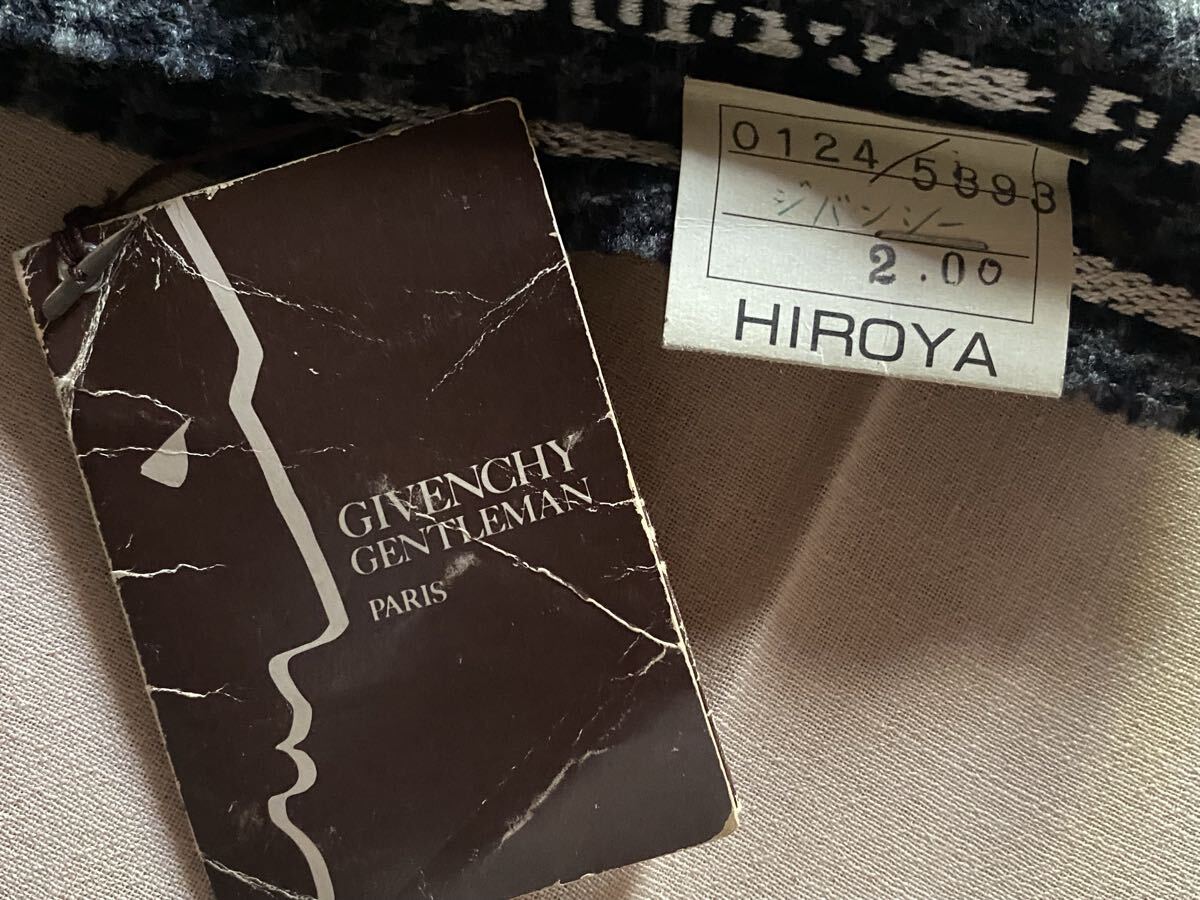 GIVENCHY
GENTLEMAN
PARIS
0124/5893
ジバンシー
2.00
HIROYA